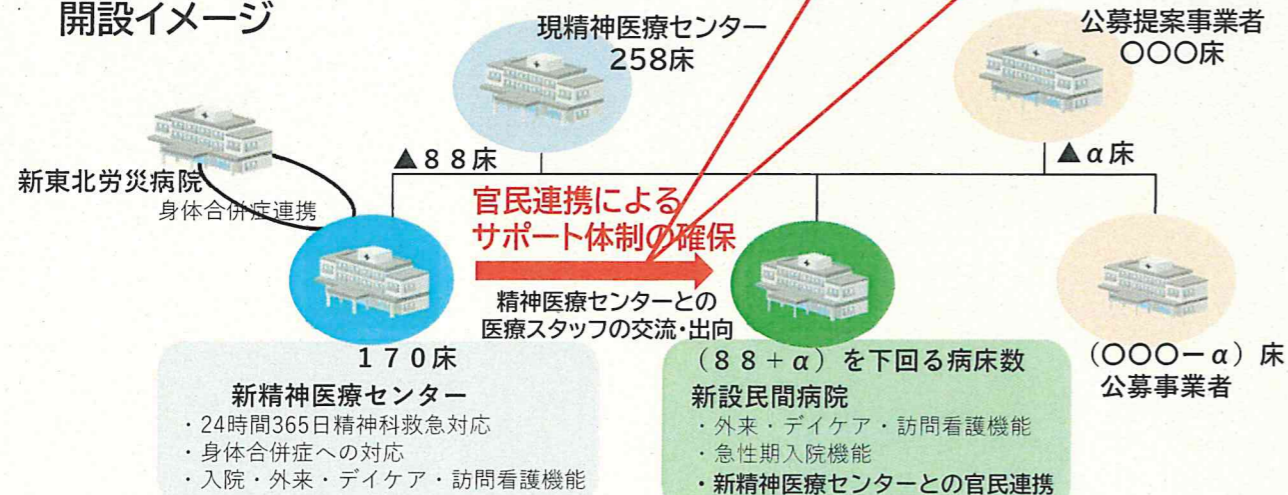 開設イメージ
現精神医療センター
258床
公募提案事業者
〇〇〇床
新東北労災病院
身体合併症連携
▲88床
▲α床
官民連携による
サポート体制の確保
精神医療センターとの
医療スタッフの交流・出向
170床
新精神医療センター
・24時間365日精神科救急対応
・身体合併症への対応
・入院・外来・デイケア・訪問看護機能
(88+α)を下回る病床数
新設民間病院
・外来・デイケア・訪問看護機能
・急性期入院機能
・新精神医療センターとの官民連携
(〇〇〇-α)床
公募事業者